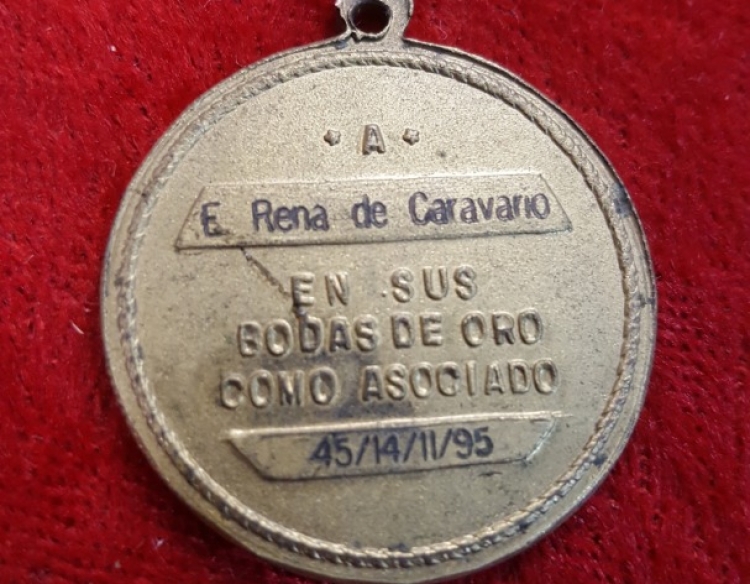 * A *
E Rena de Caravario
EN SUS
BODAS DE ORO
COMO ASOCIADO
45/14/11/95